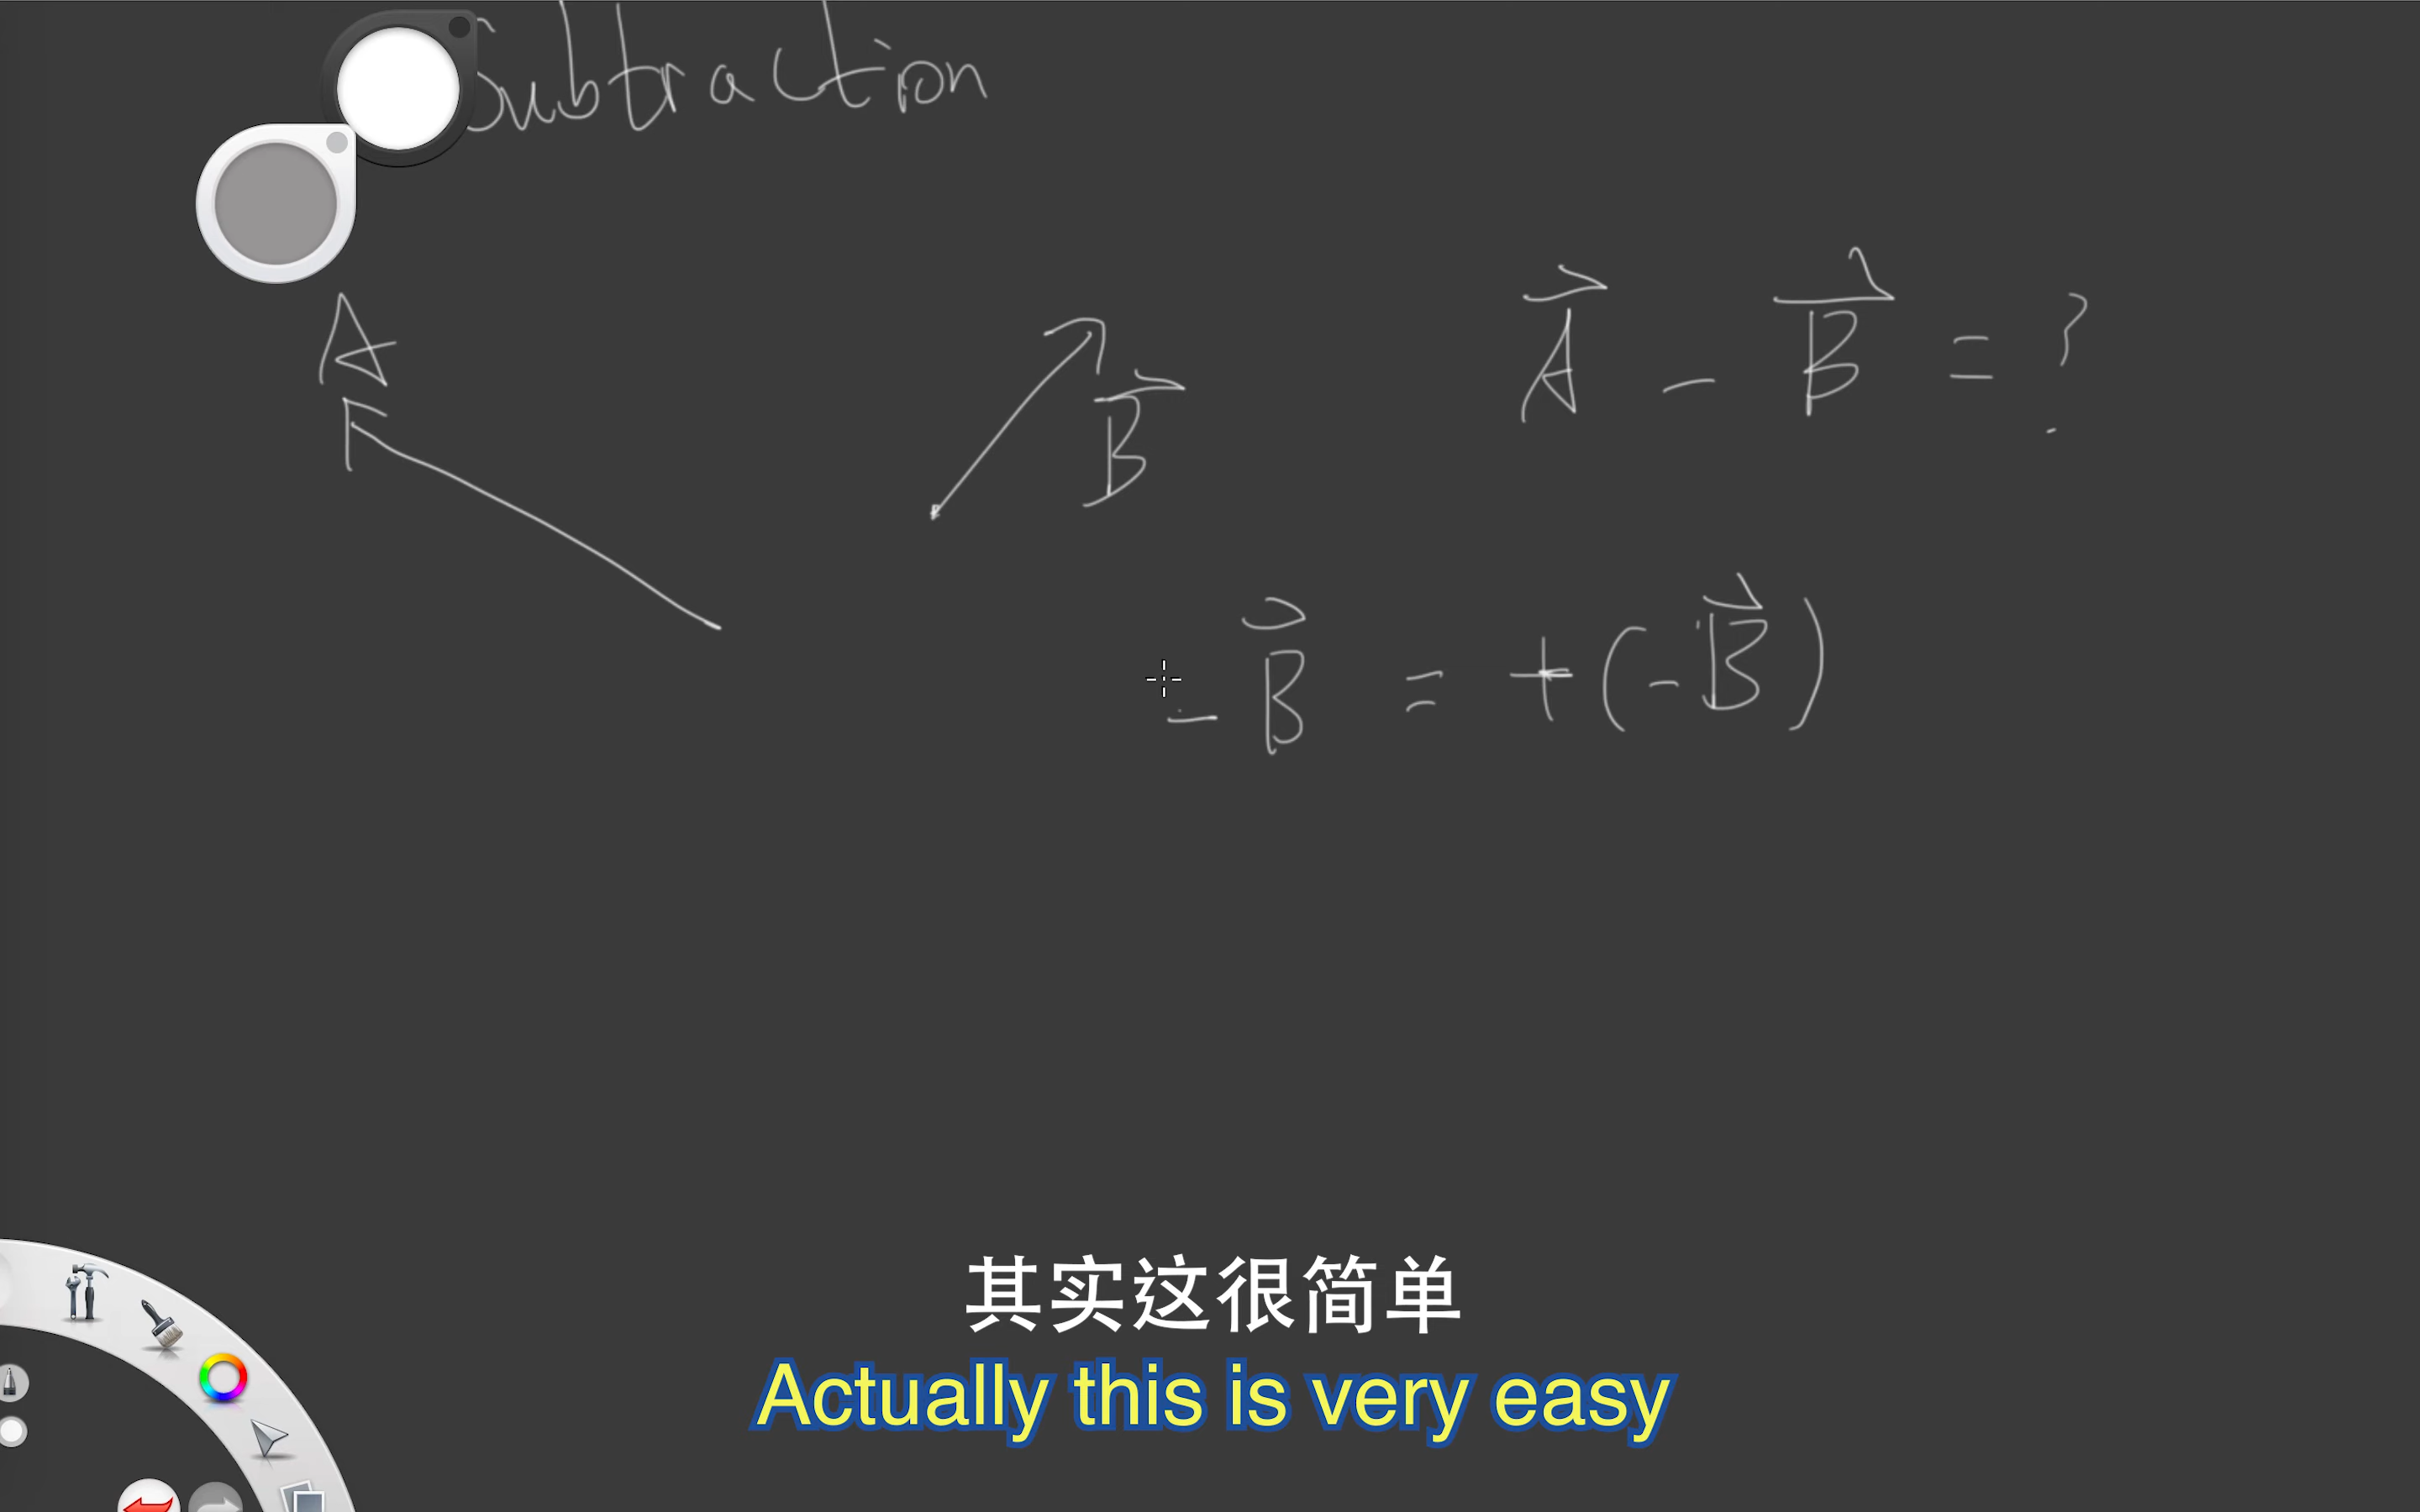 Subtraction
A
B⃗
A⃗ - B⃗ = ?
- B⃗ = + (- B⃗)
其实这很简单
Actually this is very easy